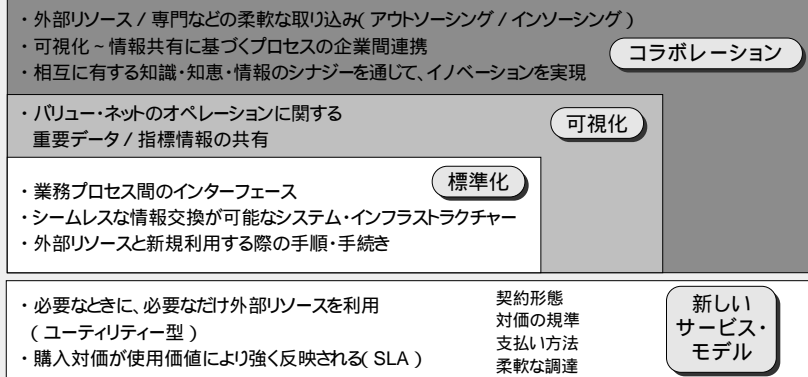 ・外部リソース / 専門などの柔軟な取り込み( アウトソーシング / インソーシング )
・可視化 ~ 情報共有に基づくプロセスの企業間連携
・相互に有する知識・知恵・情報のシナジーを通じて、イノベーションを実現
コラボレーション
・バリュー・ネットのオペレーションに関する
重要データ / 指標情報の共有
可視化
標準化
・業務プロセス間のインターフェース
・シームレスな情報交換が可能なシステム・インフラストラクチャー
・外部リソースと新規利用する際の手順・手続き
・必要なときに、必要なだけ外部リソースを利用
( ユーティリティー型 )
・購入対価が使用価値により強く反映される( SLA )
契約形態
対価の規準
支払い方法
柔軟な調達
新しい
サービス・
モデル